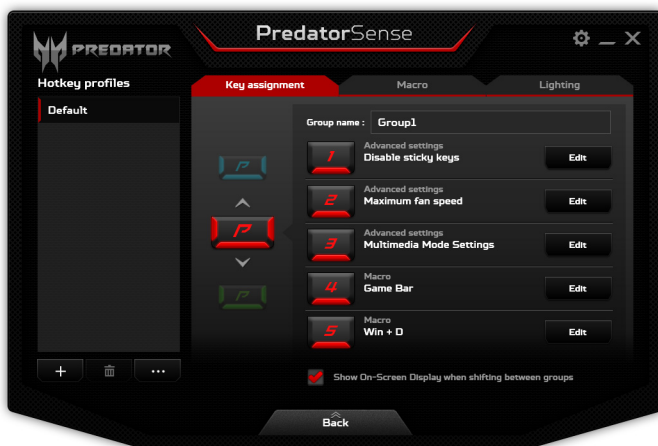 PREDATOR
PredatorSense
Hotkey profiles
Default
Key assignment
Macro
Lighting
Group name :
Group1
P
P
P
1
Advanced settings
Disable sticky keys
Edit
2
Advanced settings
Maximum fan speed
Edit
3
Advanced settings
Multimedia Mode Settings
Edit
4
Macro
Game Bar
Edit
5
Macro
Win + D
Edit
Show On-Screen Display when shifting between groups
Back